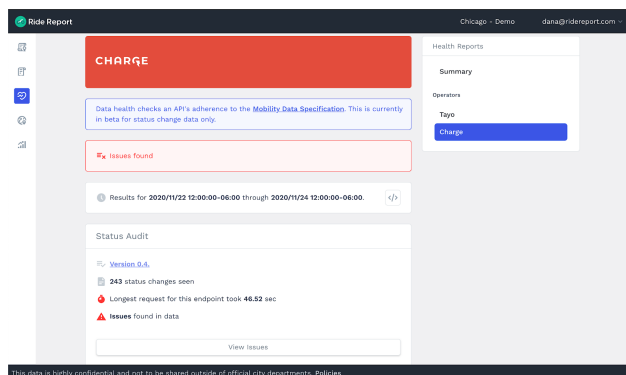 Ride Report
Chicago - Demo
dana@ridereport.com
CHARGE
Data health checks an API's adherence to the Mobility Data Specification. This is currently
in beta for status change data only.
Issues found
Results for 2020/11/22 12:00:00-06:00 through 2020/11/24 12:00:00-06:00.
</>
Status Audit
Version 0.4.
243 status changes seen
Longest request for this endpoint took 46.52 sec
Issues found in data
View Issues
Health Reports
Summary
Operators
Tayo
Charge
This data is highly confidential and not to be shared outside of official city departments. Policies